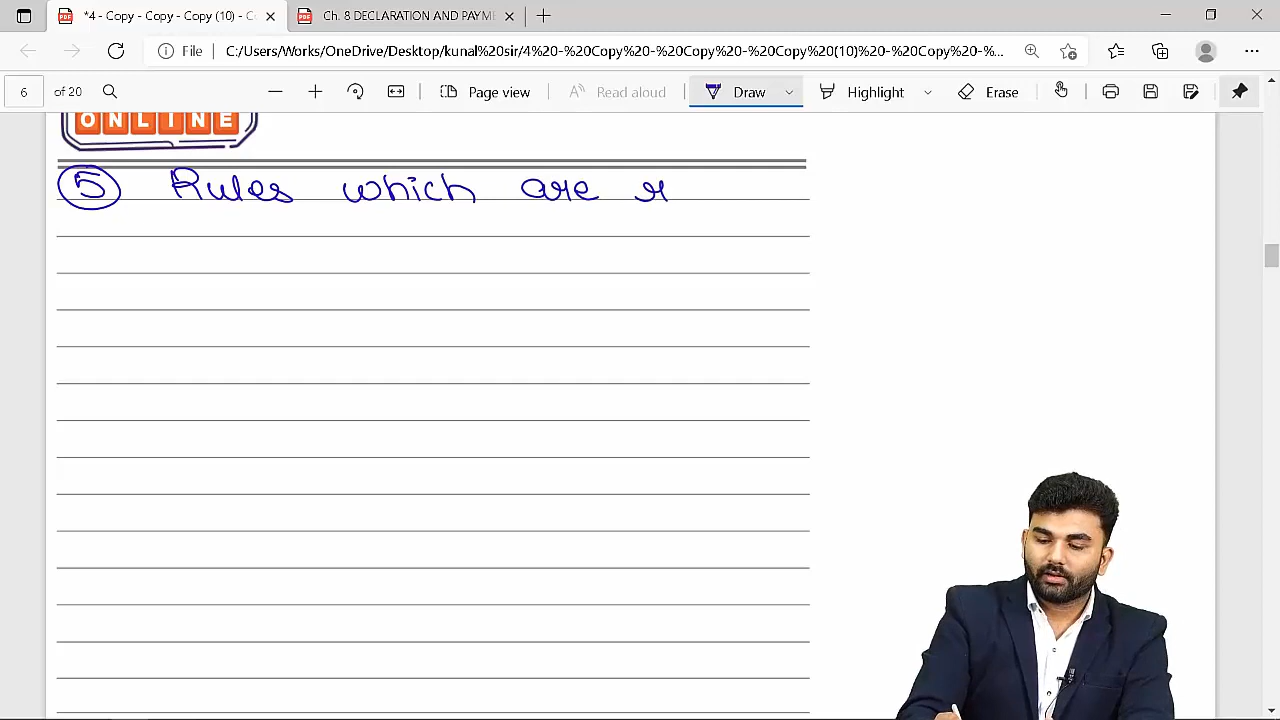 *4 - Copy - Copy - Copy (10) - C
Ch. 8 DECLARATION AND PAYM
File
C:/Users/Works/OneDrive/Desktop/kunal%20sir/4%20-%20Copy%20-%20Copy%20-%20Copy%20(10)%20-%20Copy%20-%...
6 of 20
Page view
Read aloud
Draw
Highlight
Erase
ONLINE
5 Rules which are r